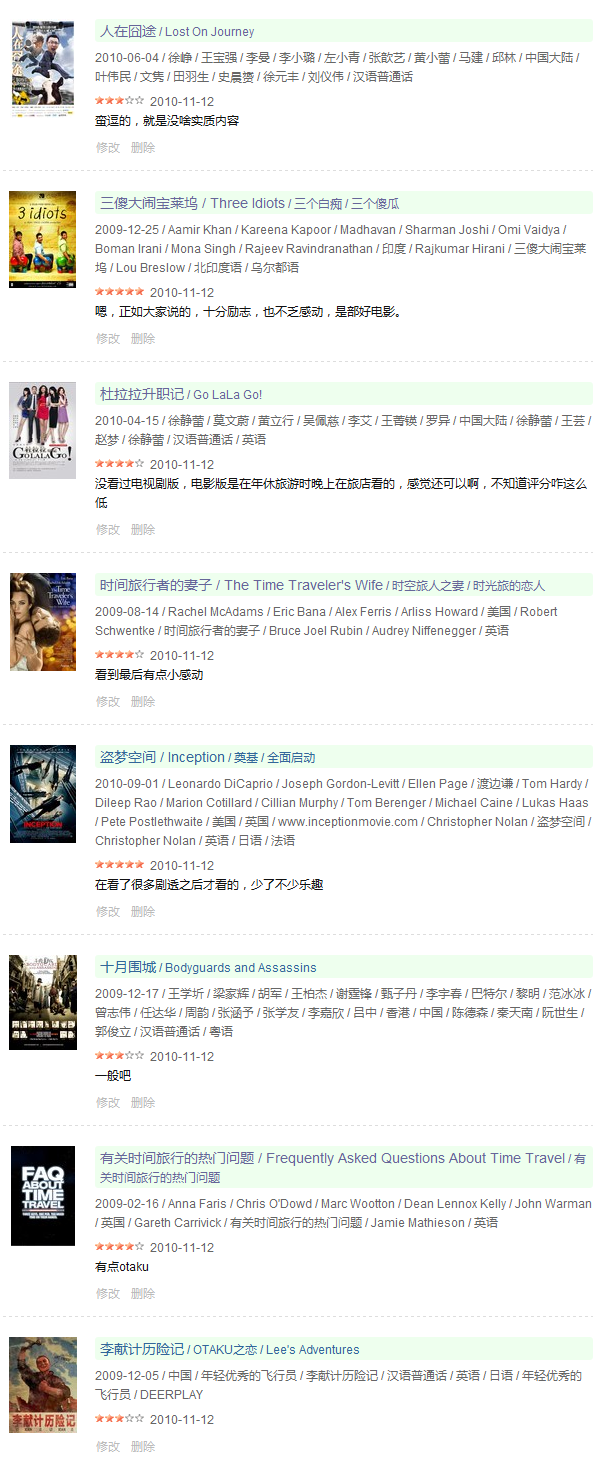 人在囧途 / Lost On Journey
2010-06-04 / 徐峥 / 王宝强 / 李曼 / 李小璐 / 左小青 / 张歆艺 / 黄小蕾 / 马建 / 邱林 / 中国大陆 /
叶伟民 / 文隽 / 田羽生 / 史晨赟 / 徐元丰 / 刘仪伟 / 汉语普通话
2010-11-12
蛮逗的，就是没啥实质内容
修改 删除
3 idiots
三傻大闹宝莱坞 / Three Idiots / 三个白痴 / 三个傻瓜
2009-12-25 / Aamir Khan / Kareena Kapoor / Madhavan / Sharman Joshi / Omi Vaidya /
Boman Irani / Mona Singh / Rajeev Ravindranathan / 印度 / Rajkumar Hirani / 三傻大闹宝莱
坞 / Lou Breslow / 北印度语 / 乌尔都语
2010-11-12
嗯，正如大家说的，十分励志，也不乏感动，是部好电影。
修改 删除
GO LALA GO!
杜拉拉升职记 / Go LaLa Go!
2010-04-15 / 徐静蕾 / 莫文蔚 / 黄立行 / 吴佩慈 / 李艾 / 王菁镁 / 罗异 / 中国大陆 / 徐静蕾 / 王芸 /
赵梦 / 徐静蕾 / 汉语普通话 / 英语
2010-11-12
没看过电视剧版，电影版是在年休旅游时晚上在旅店看的，感觉还可以啊，不知道评分咋这么
低
修改 删除
Time Traveler's Wife
时间旅行者的妻子 / The Time Traveler's Wife / 时空旅人之妻 / 时光旅的恋人
2009-08-14 / Rachel McAdams / Eric Bana / Alex Ferris / Arliss Howard / 美国 / Robert
Schwentke / 时间旅行者的妻子 / Bruce Joel Rubin / Audrey Niffenegger / 英语
2010-11-12
看到最后有点小感动
修改 删除
INCEPTION
盗梦空间 / Inception / 奠基 / 全面启动
2010-09-01 / Leonardo DiCaprio / Joseph Gordon-Levitt / Ellen Page / 渡边谦 / Tom Hardy /
Dileep Rao / Marion Cotillard / Cillian Murphy / Tom Berenger / Michael Caine / Lukas Haas
/ Pete Postlethwaite / 美国 / 英国 / www.inceptionmovie.com / Christopher Nolan / 盗梦空间 /
Christopher Nolan / 英语 / 日语 / 法语
2010-11-12
在看了很多剧透之后才看的，少了不少乐趣
修改 删除
十月围城 / Bodyguards and Assassins
2009-12-17 / 王学圻 / 梁家辉 / 胡军 / 王柏杰 / 谢霆锋 / 甄子丹 / 李宇春 / 巴特尔 / 黎明 / 范冰冰 /
曾志伟 / 任达华 / 周韵 / 张涵予 / 张学友 / 李嘉欣 / 吕中 / 香港 / 中国 / 陈德森 / 秦天南 / 阮世生 /
郭俊立 / 汉语普通话 / 粤语
2010-11-12
一般吧
修改 删除
FAQ
ABOUT
TIME
TRAVEL
有关时间旅行的热门问题 / Frequently Asked Questions About Time Travel / 有
关时间旅行的热门问题
2009-02-16 / Anna Faris / Chris O'Dowd / Marc Wootton / Dean Lennox Kelly / John Warman
/ 英国 / Gareth Carrivick / 有关时间旅行的热门问题 / Jamie Mathieson / 英语
2010-11-12
有点otaku
修改 删除
李献计历险记
李献计历险记 / OTAKU之恋 / Lee's Adventures
2009-12-05 / 中国 / 年轻优秀的飞行员 / 李献计历险记 / 汉语普通话 / 英语 / 日语 / 年轻优秀的
飞行员 / DEERPLAY
2010-11-12
修改 删除